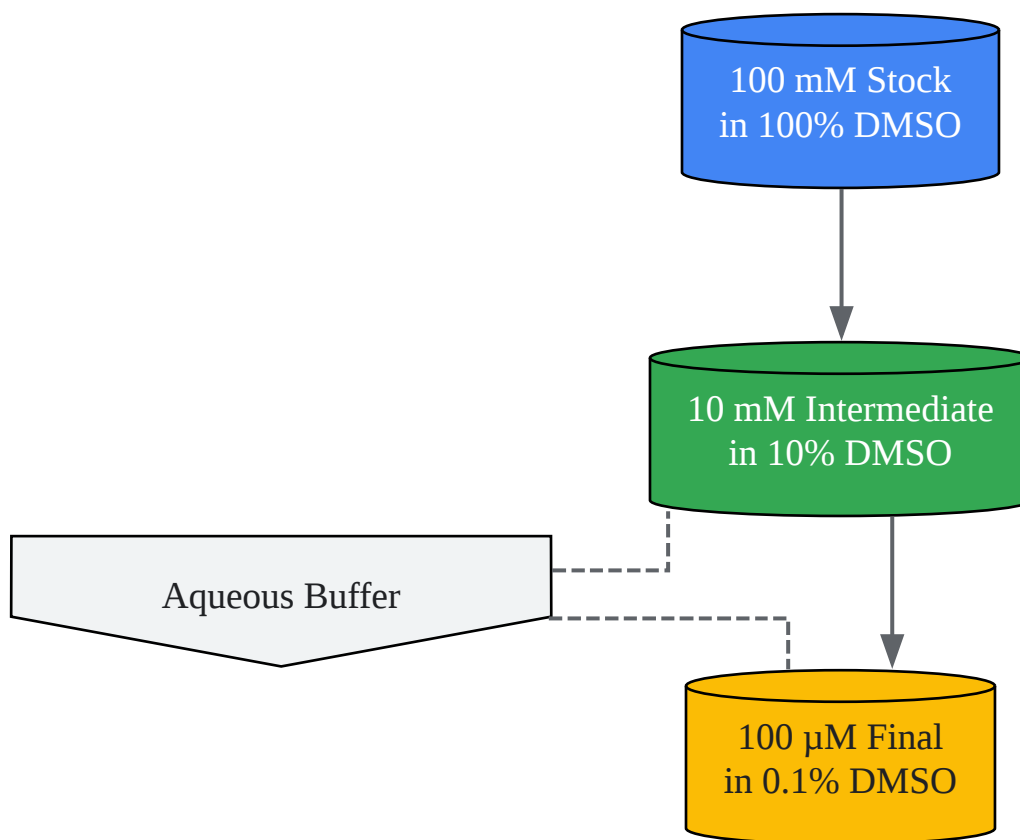 100 mM Stock
in 100% DMSO
10 mM Intermediate
in 10% DMSO
Aqueous Buffer
100 µM Final
in 0.1% DMSO